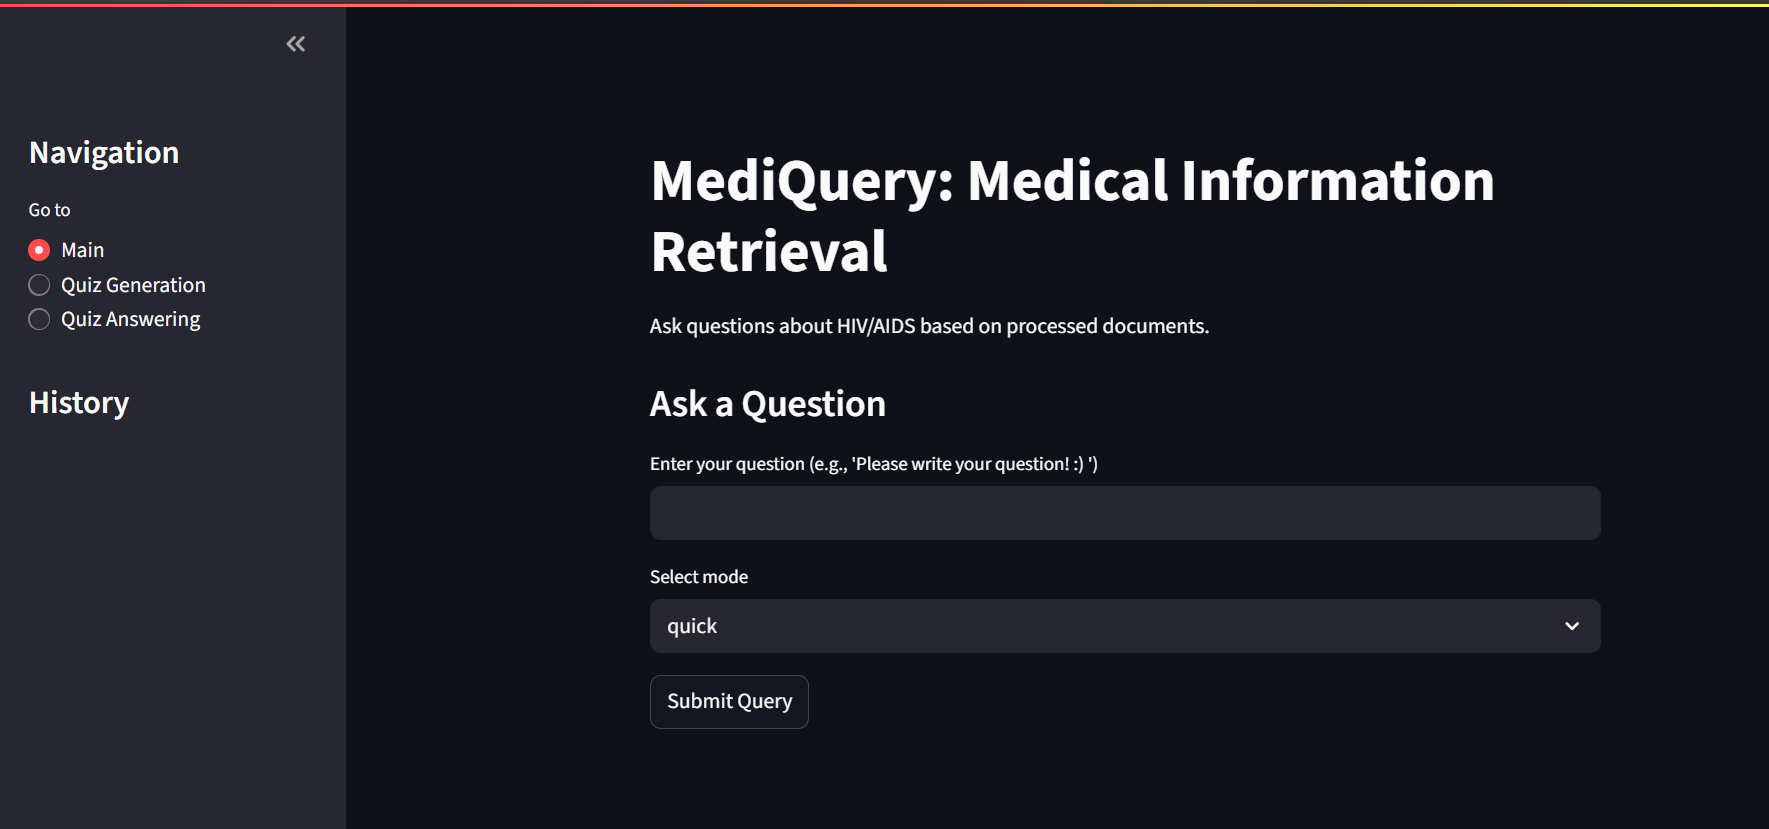 Navigation
Go to
Main
Quiz Generation
Quiz Answering
History
MediQuery: Medical Information
Retrieval
Ask questions about HIV/AIDS based on processed documents.
Ask a Question
Enter your question (e.g., 'Please write your question! :) ')
Select mode
quick
Submit Query